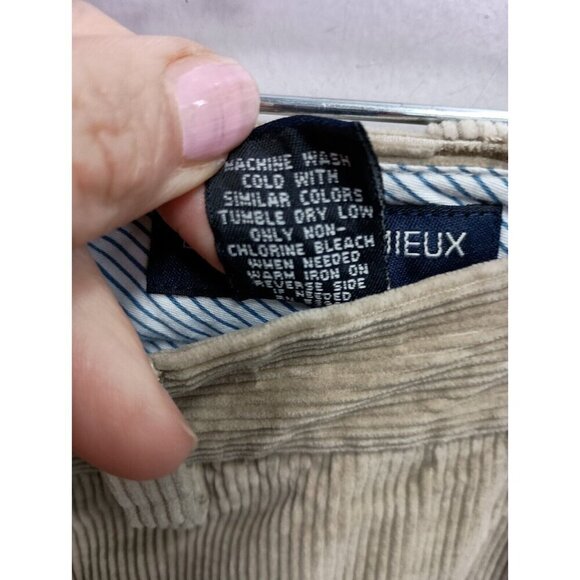 MACHINE WASH
COLD WITH
SIMILAR COLORS
TUMBLE DRY LOW
ONLY NON-
CHLORINE BLEACH
WHEN NEEDED
WARM IRON ON
REVERSE SIDE
IF NEEDED
MIEUX